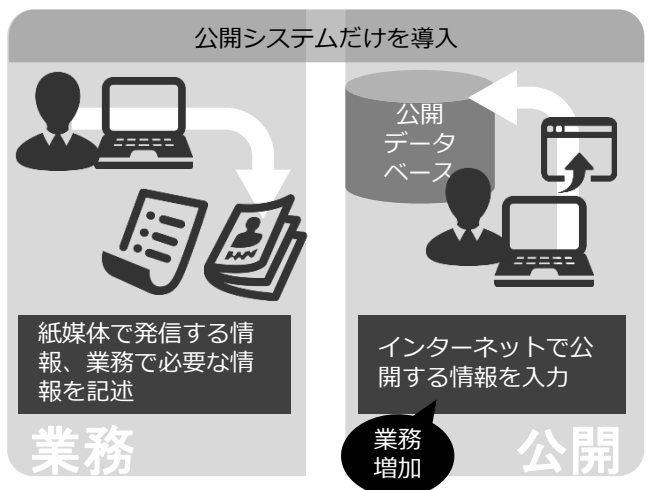 公開システムだけを導入
公開
データ
ベース
紙媒体で発信する情
報、業務で必要な情
報を記述
インターネットで公
開する情報を入力
業務
業務
増加
公開